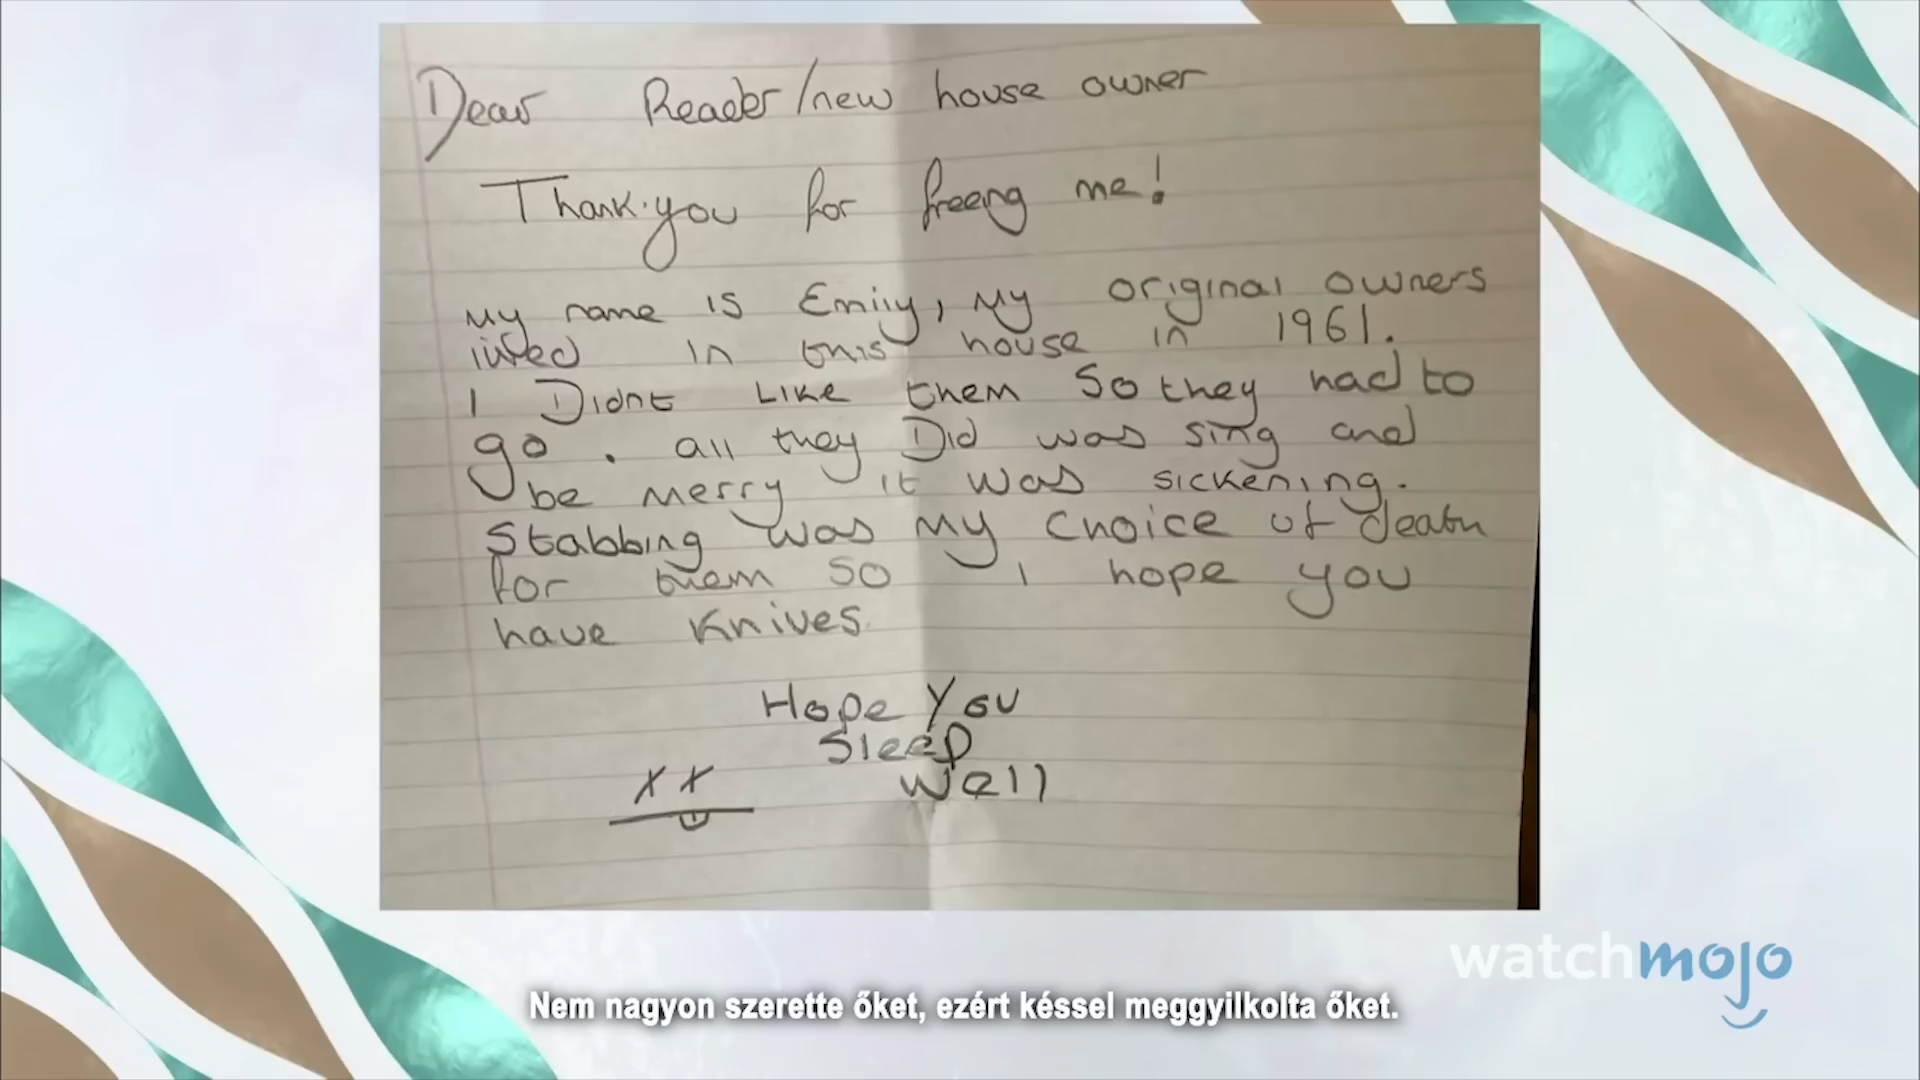 Dear Reader/new house owner
Thank you for freeing me!
My name is Emily, My original owners
lived in this house in 1961.
I Didnt Like them So they had to
go. all they Did was sing and
be merry it was sickening.
Stabbing was my choice of death
for them so I hope you
have Knives.
Hope You
Sleep
Well
XX
watchmojo
Nem nagyon szerette őket, ezért késsel meggyilkolta őket.